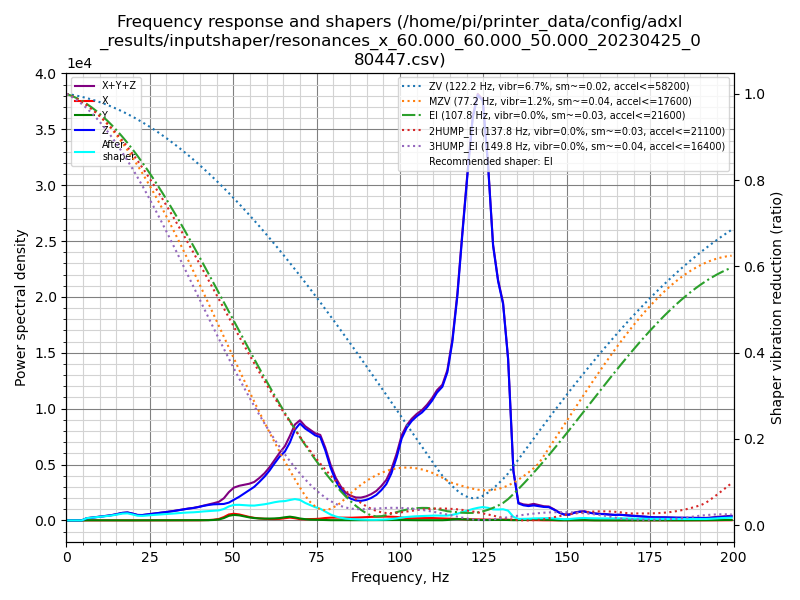 Frequency response and shapers (/home/pi/printer_data/config/adxl
_results/inputshaper/resonances_x_60.000_60.000_50.000_20230425_0
80447.csv)
1e4
X+Y+Z
X
Y
Z
After
shaper
ZV (122.2 Hz, vibr=6.7%, sm~=0.02, accel<=58200)
MZV (77.2 Hz, vibr=1.2%, sm~=0.04, accel<=17600)
EI (107.8 Hz, vibr=0.0%, sm~=0.03, accel<=21600)
2HUMP_EI (137.8 Hz, vibr=0.0%, sm~=0.03, accel<=21100)
3HUMP_EI (149.8 Hz, vibr=0.0%, sm~=0.04, accel<=16400)
Recommended shaper: EI
Power spectral density
4.0
3.5
3.0
2.5
2.0
1.5
1.0
0.5
0.0
0
25
50
75
100
125
150
175
200
Frequency, Hz
1.0
0.8
0.6
0.4
0.2
0.0
Shaper vibration reduction (ratio)